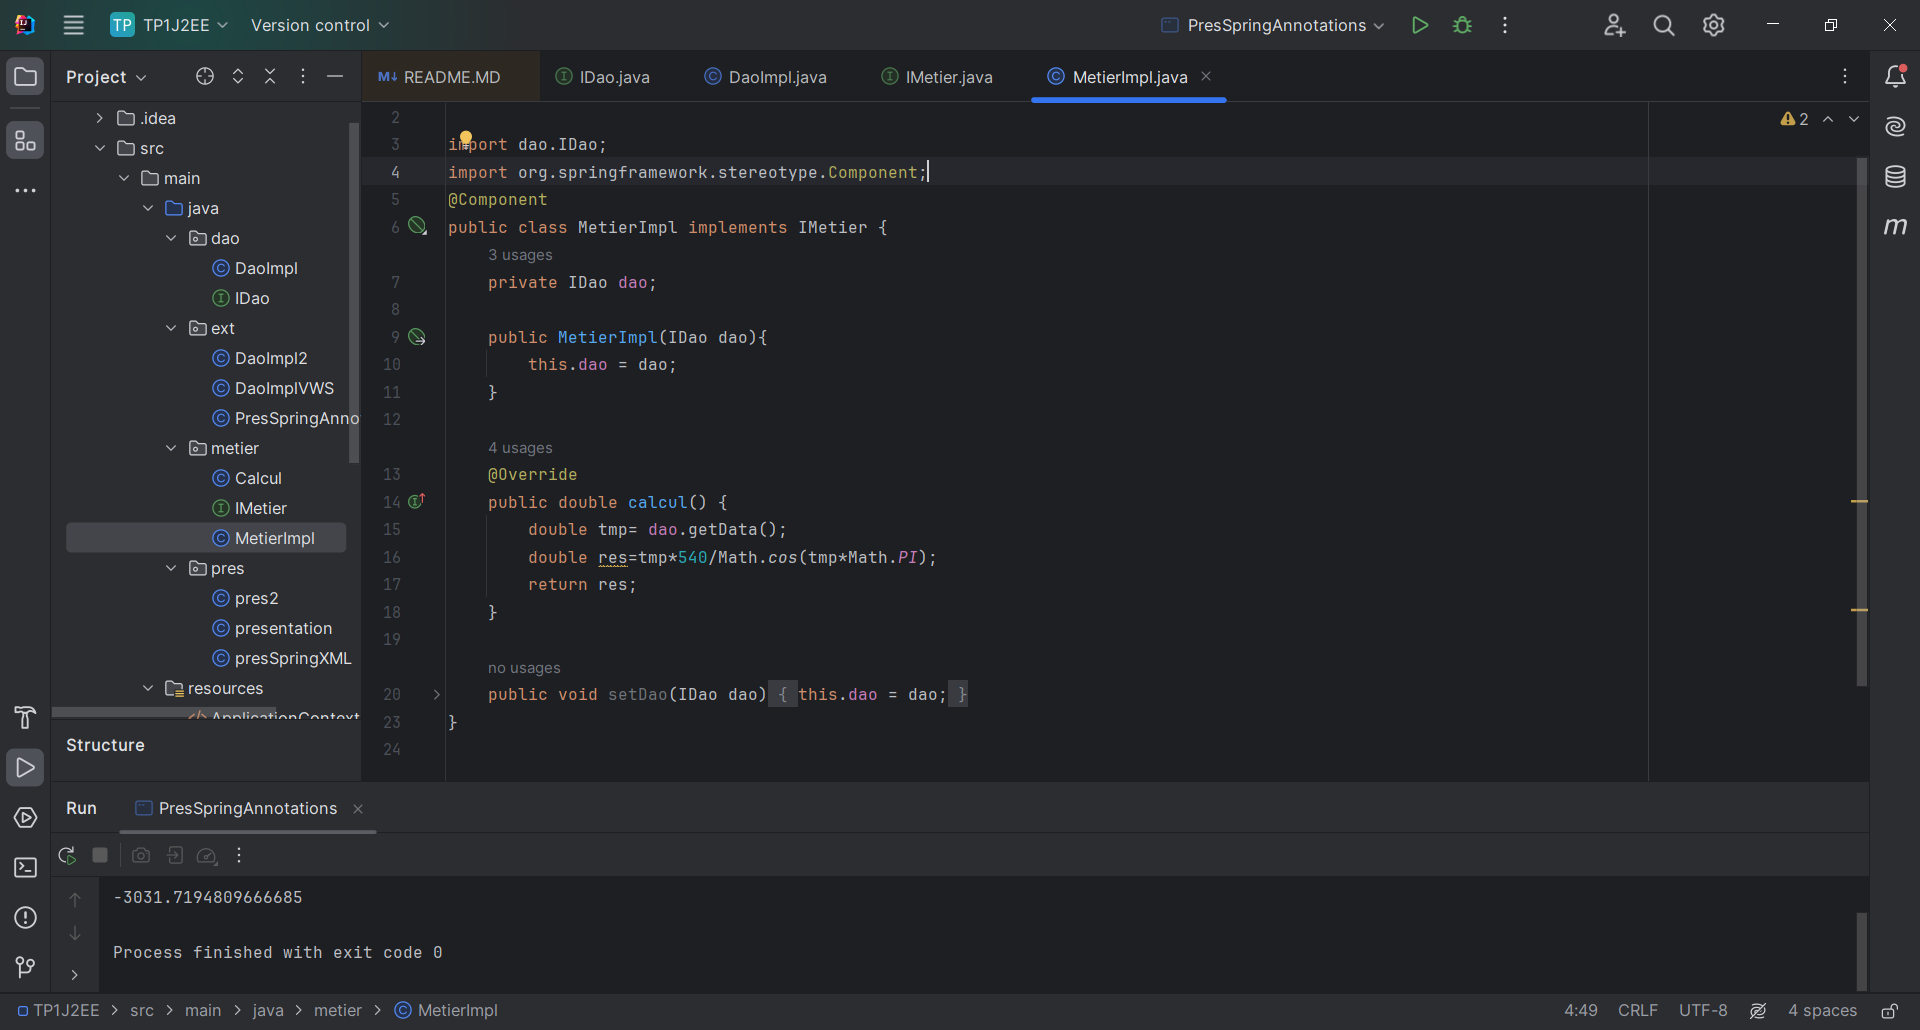 TP TP1J2EE Version control PresSpringAnnotations
Project
README.MD IDao.java DaoImpl.java IMetier.java MetierImpl.java
.idea
src
main
java
dao
DaoImpl
IDao
ext
DaoImpl2
DaoImplVWS
PresSpringAnno
metier
Calcul
IMetier
MetierImpl
pres
pres2
presentation
presSpringXML
resources
ApplicationContext
Structure
2
2
3 import dao.IDao;
4 import org.springframework.stereotype.Component;
5 @Component
6 public class MetierImpl implements IMetier {
3 usages
7 private IDao dao;
8
9 public MetierImpl(IDao dao){
10 this.dao = dao;
11 }
12
4 usages
13 @Override
14 public double calcul() {
15 double tmp= dao.getData();
16 double res=tmp*540/Math.cos(tmp*Math.PI);
17 return res;
18 }
19
no usages
20 public void setDao(IDao dao) { this.dao = dao; }
23 }
24
Run PresSpringAnnotations
-3031.7194809666685
Process finished with exit code 0
TP1J2EE > src > main > java > metier > MetierImpl
4:49 CRLF UTF-8 4 spaces